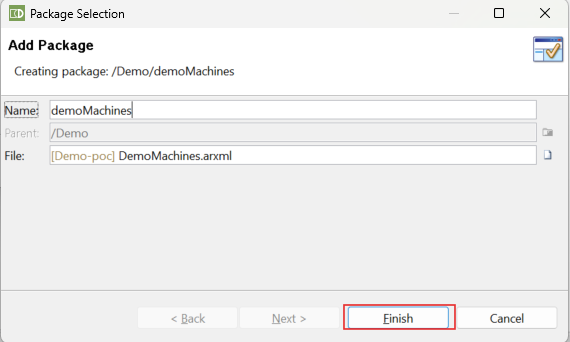 Package Selection
Add Package
Creating package: /Demo/demoMachines
Name: demoMachines
Parent: /Demo
File: [Demo-poc] DemoMachines.arxml
< Back Next > Finish Cancel